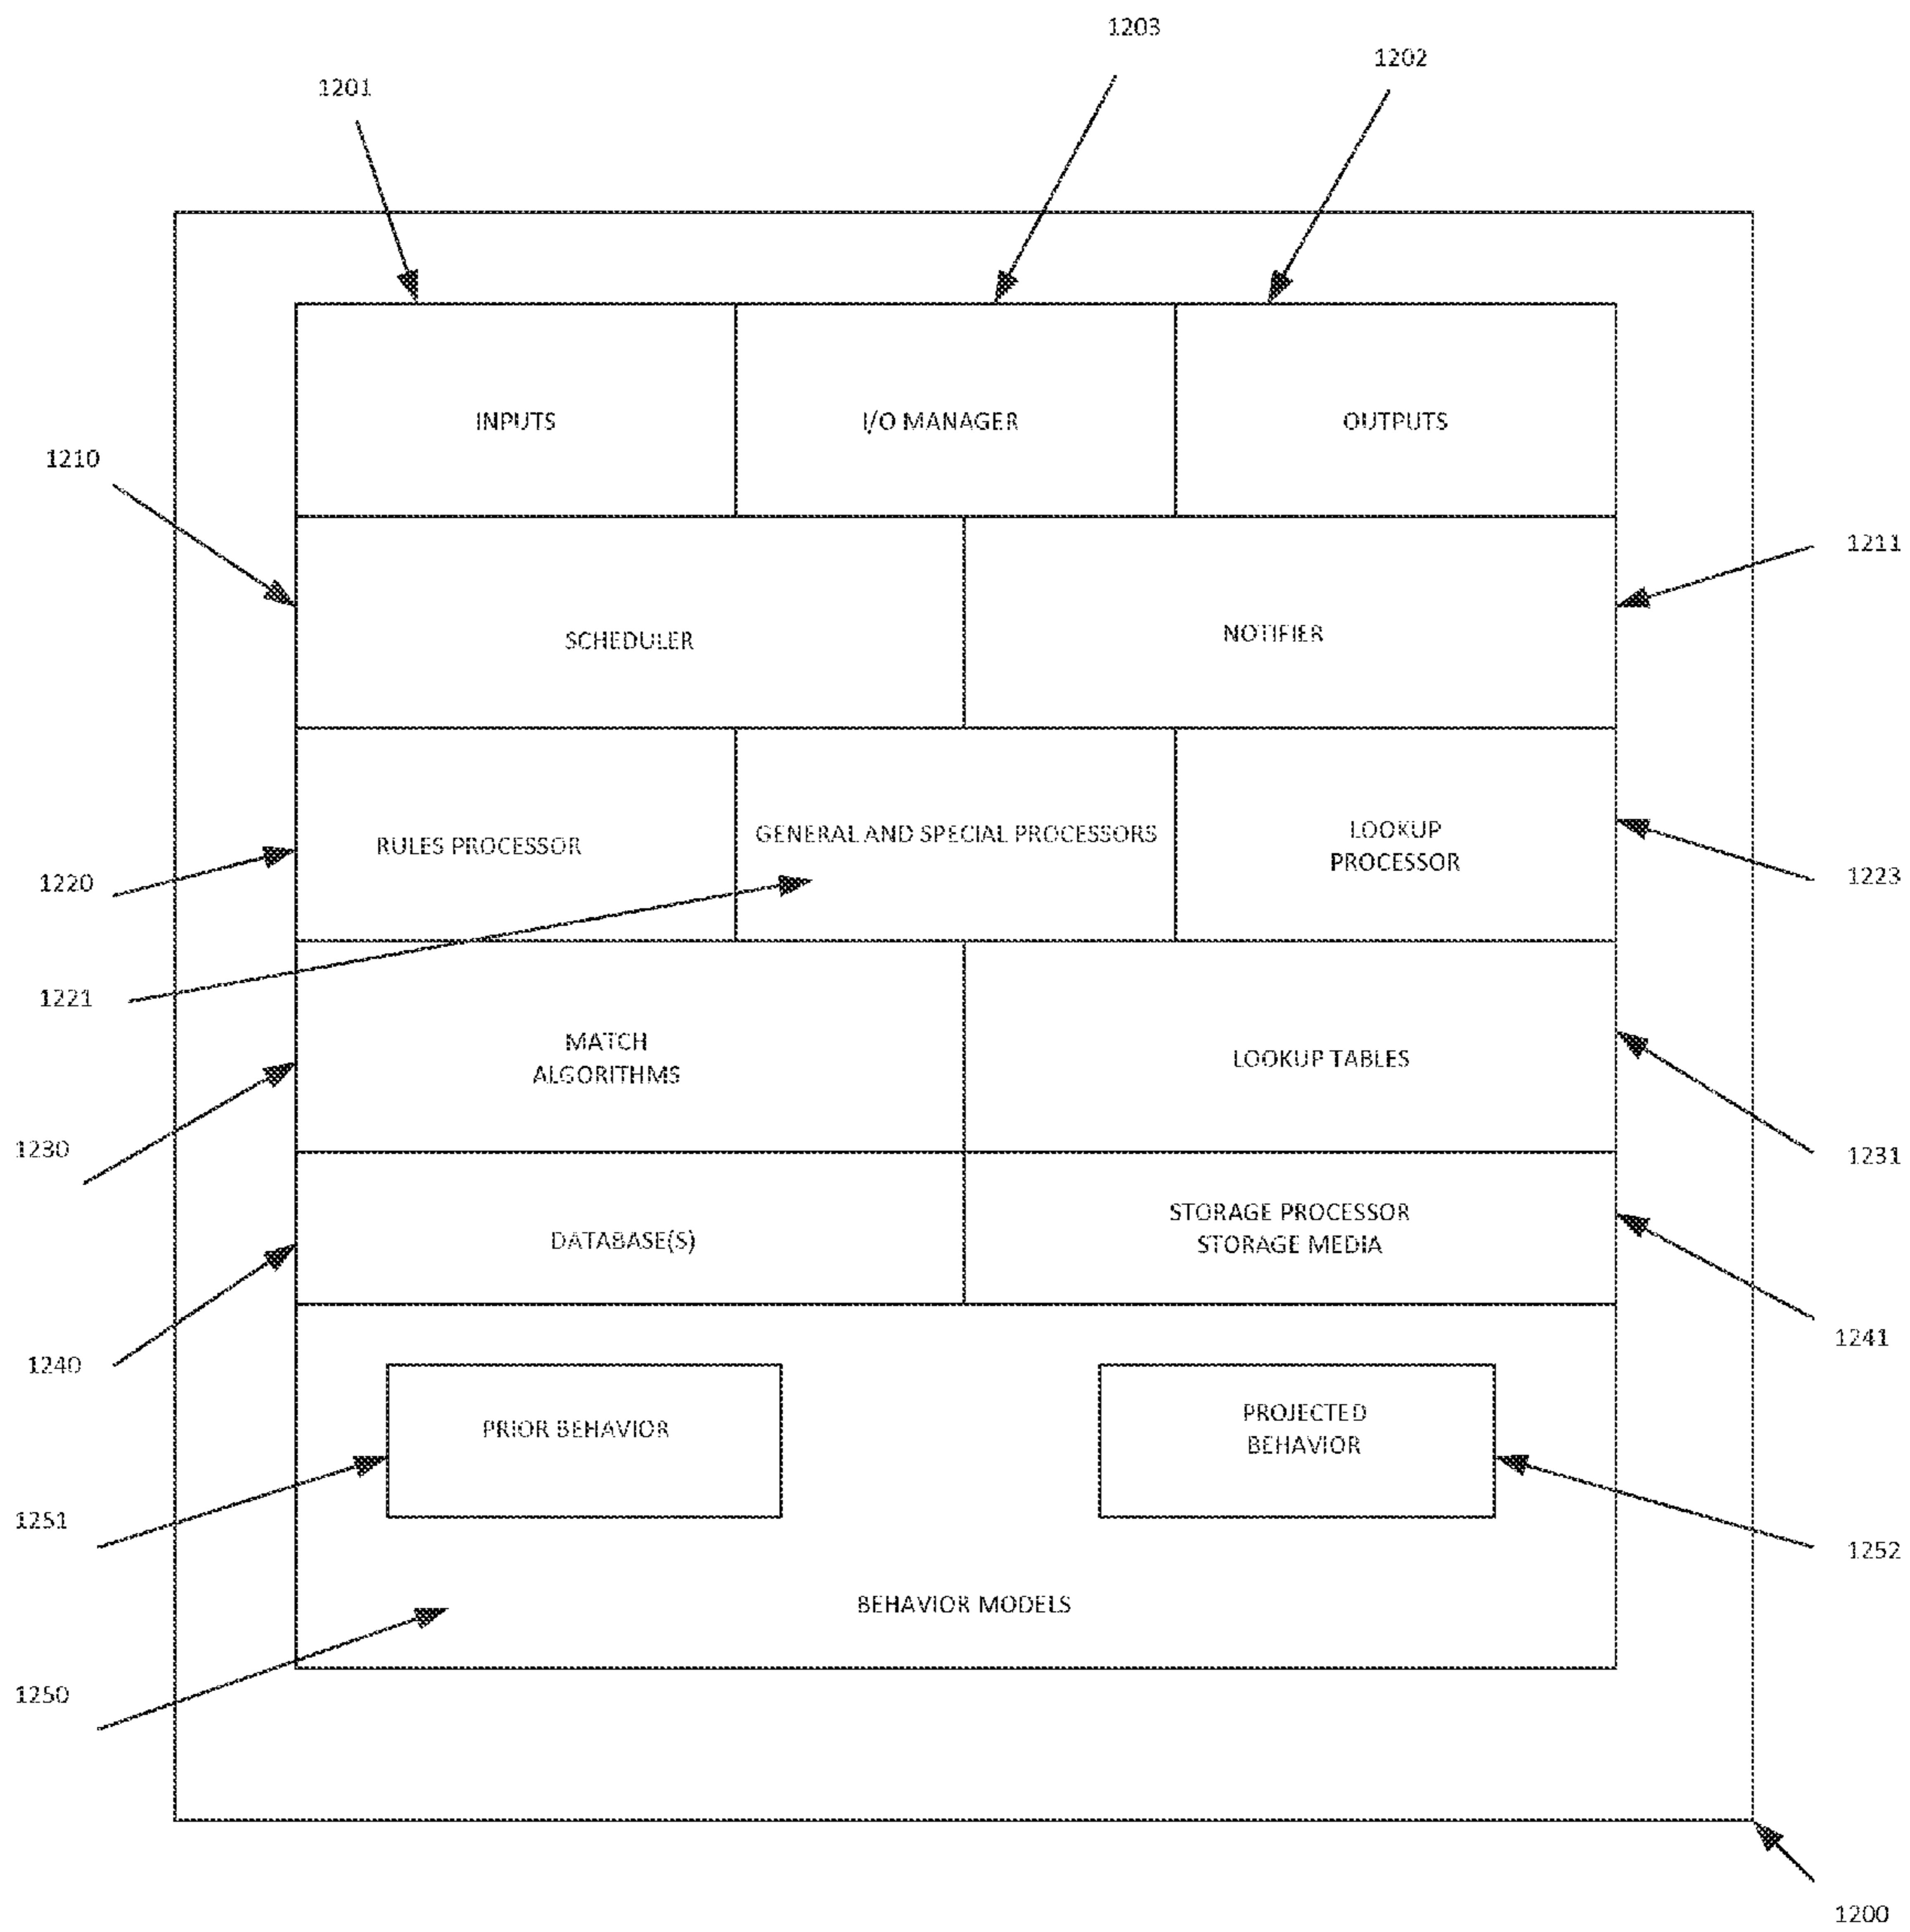 1203
1202
1201
INPUTS
I/O MANAGER
OUTPUTS
1210
1211
SCHEDULER
NOTIFIER
RULES PROCESSOR
GENERAL AND SPECIAL PROCESSORS
LOOKUP
PROCESSOR
1220
1223
1221
MATCH
ALGORITHMS
LOOKUP TABLES
1230
1231
DATABASE(S)
STORAGE PROCESSOR
STORAGE MEDIA
1240
1241
PRIOR BEHAVIOR
PROJECTED
BEHAVIOR
1251
1252
BEHAVIOR MODELS
1250
1200